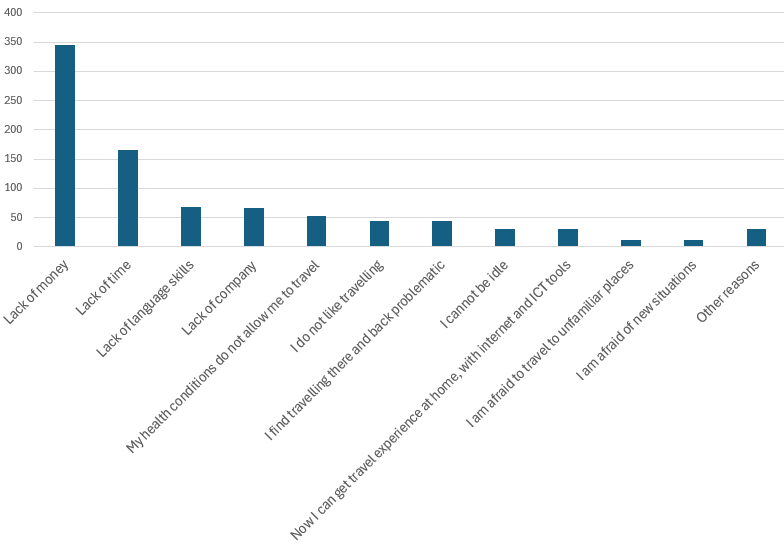 400
350
300
250
200
150
100
50
0
Lack of money
Lack of time
Lack of language skills
Lack of company
My health conditions do not allow me to travel
I do not like travelling
I find travelling there and back problematic
I cannot be idle
Now I can get travel experience at home, with internet and ICT tools
I am afraid to travel to unfamiliar places
I am afraid of new situations
Other reasons